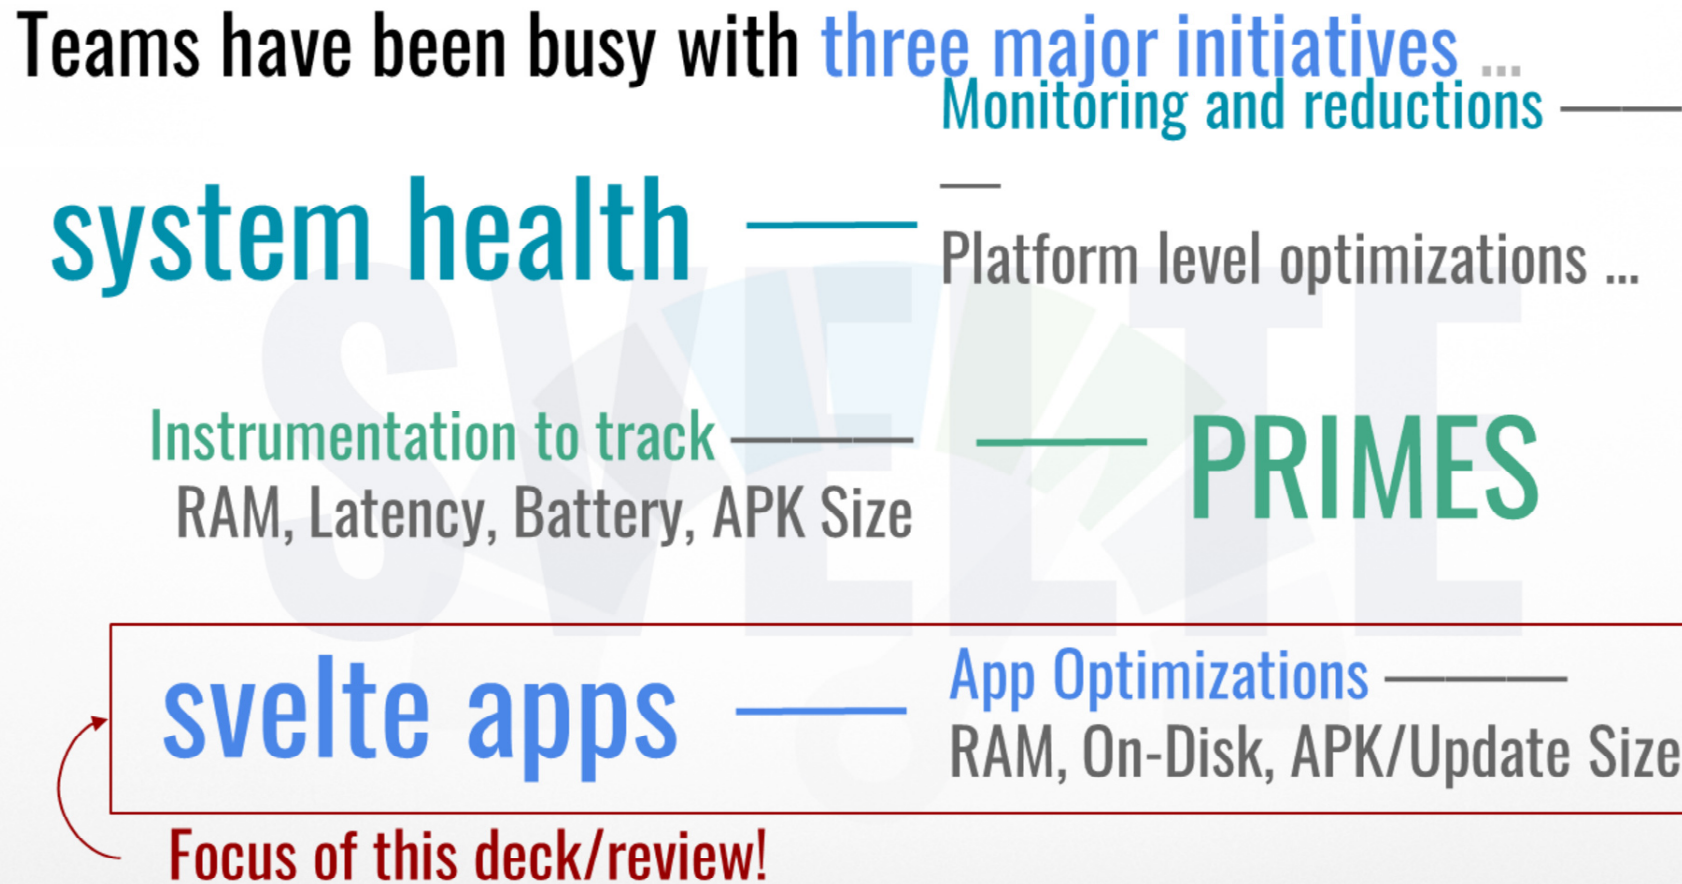 Teams have been busy with three major initiatives ...
Monitoring and reductions ———
—
system health ——
Platform level optimizations ...
Instrumentation to track ———
RAM, Latency, Battery, APK Size
—— PRIMES
svelte apps ——
App Optimizations ———
RAM, On-Disk, APK/Update Size
Focus of this deck/review!
SVELTE